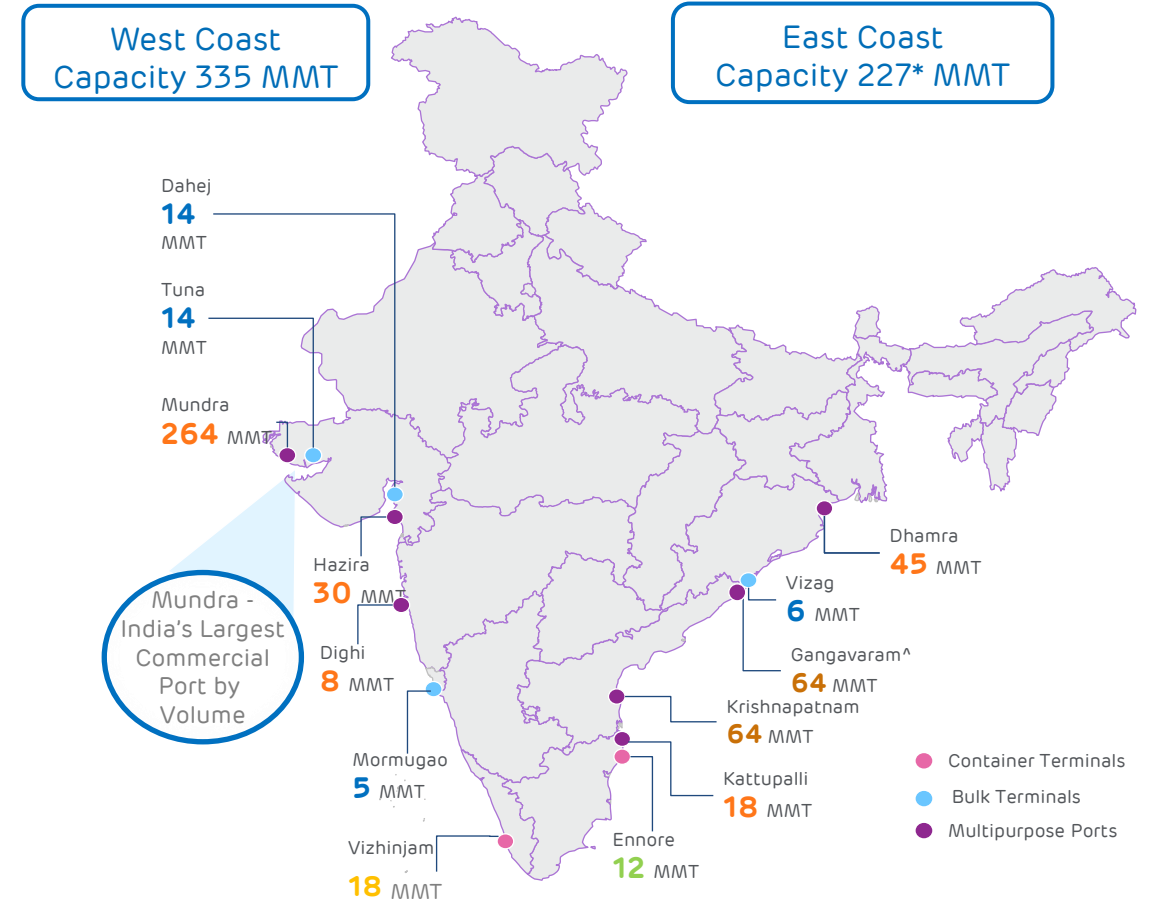 West Coast
Capacity 335 MMT
East Coast
Capacity 227* MMT
Dahej
14
MMT
Tuna
14
MMT
Mundra
264 MMT
Hazira
30 MMT
Mundra -
India's Largest
Commercial
Port by
Volume
Dighi
8 MMT
Mormugao
5 MMT
Vizhinjam
18 MMT
Dhamra
45 MMT
Vizag
6 MMT
Gangavaram^
64 MMT
Krishnapatnam
64 MMT
Kattupalli
18 MMT
Ennore
12 MMT
Container Terminals
Bulk Terminals
Multipurpose Ports